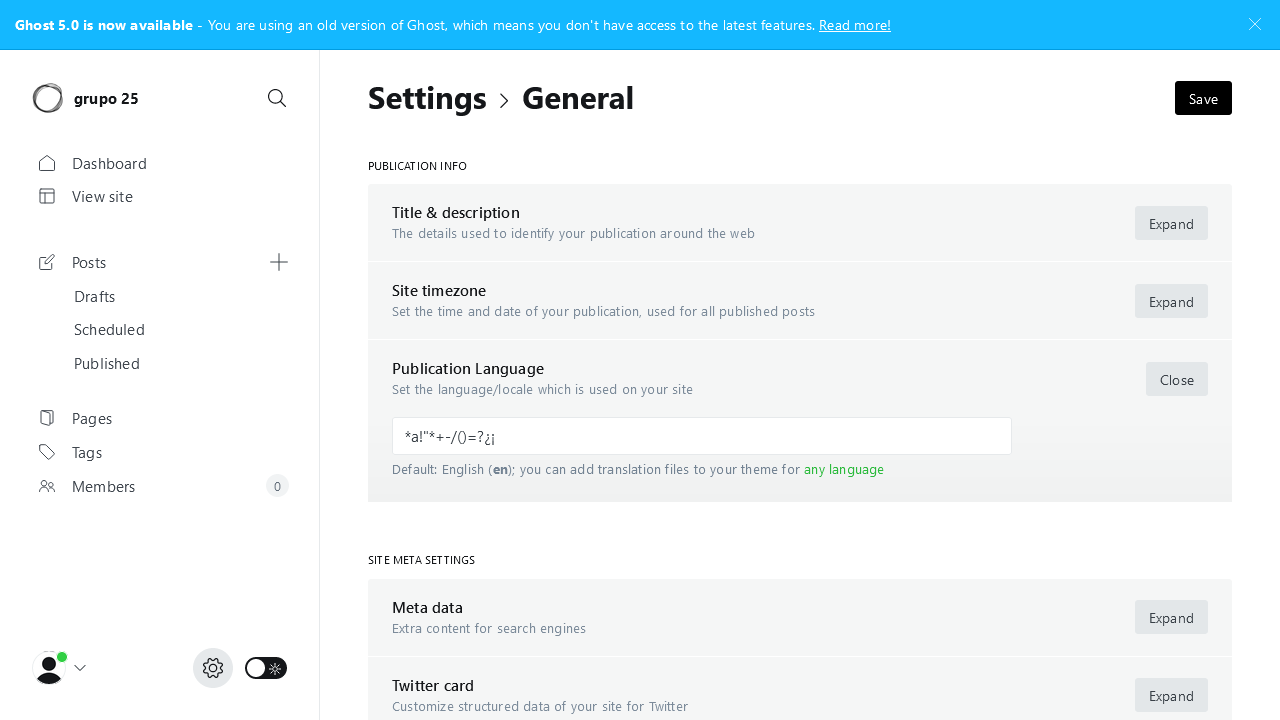 Ghost 5.0 is now available - You are using an old version of Ghost, which means you don't have access to the latest features. Read more!
grupo 25
Dashboard
View site
Posts
Drafts
Scheduled
Published
Pages
Tags
Members
0
Settings > General
Save
PUBLICATION INFO
Title & description
The details used to identify your publication around the web
Expand
Site timezone
Set the time and date of your publication, used for all published posts
Expand
Publication Language
Set the language/locale which is used on your site
Close
*a!"*+-/()=?¿¡
Default: English (en); you can add translation files to your theme for any language
SITE META SETTINGS
Meta data
Extra content for search engines
Expand
Twitter card
Customize structured data of your site for Twitter
Expand